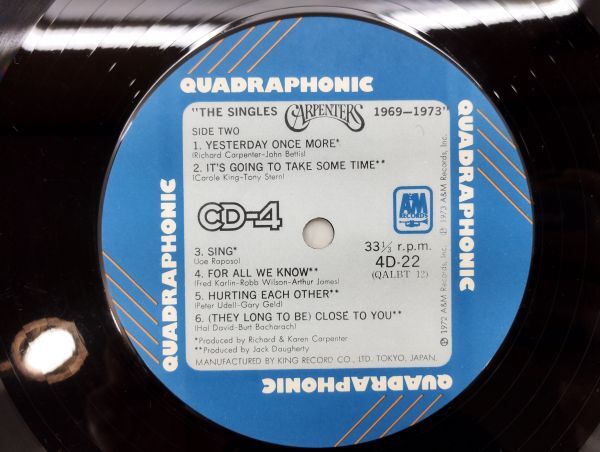 QUADRAPHONIC
"THE SINGLES CARPENTERS 1969—1973"
SIDE TWO
1. YESTERDAY ONCE MORE*
(Richard Carpenter-John Bettis)
2. IT'S GOING TO TAKE SOME TIME**
(Carole King-Tony Stern)
CD-4
A&M
RECORDS
3. SING*
(Joe Raposo)
33⅓ r.p.m.
4D-22
(QALBT 12)
4. FOR ALL WE KNOW**
(Fred Karlin-Robb Wilson-Arthur James)
5. HURTING EACH OTHER**
(Peter Udell-Gary Geld)
6. (THEY LONG TO BE) CLOSE TO YOU**
(Hal David-Burt Bacharach)
*Produced by Richard & Karen Carpenter
**Produced by Jack Daugherty
MANUFACTURED BY KING RECORD CO., LTD. TOKYO, JAPAN.
© 1972 A&M Records, Inc. ℗ 1973 A&M Records, Inc.
QUADRAPHONIC
QUADRAPHONIC
QUADRAPHONIC